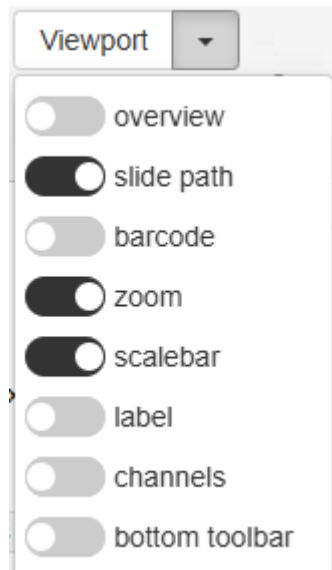 Viewport
overview
slide path
barcode
zoom
scalebar
label
channels
bottom toolbar